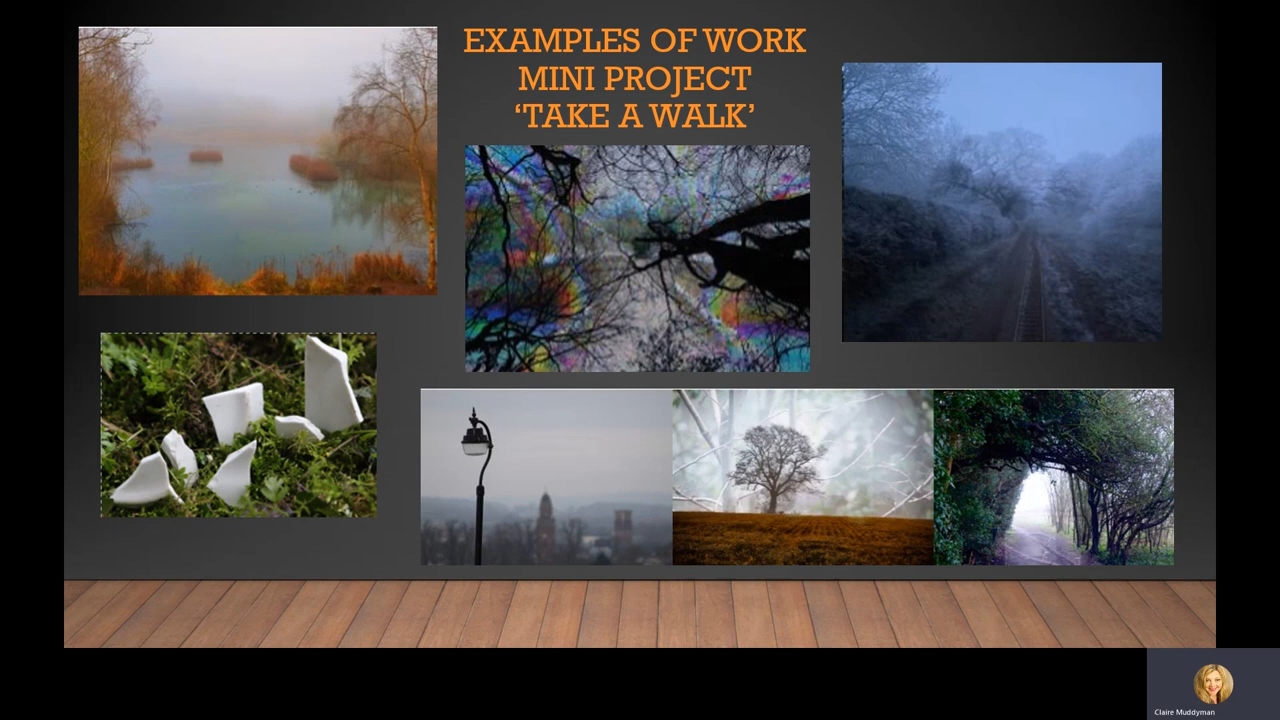 EXAMPLES OF WORK
MINI PROJECT
‘TAKE A WALK’
Claire Muddyman